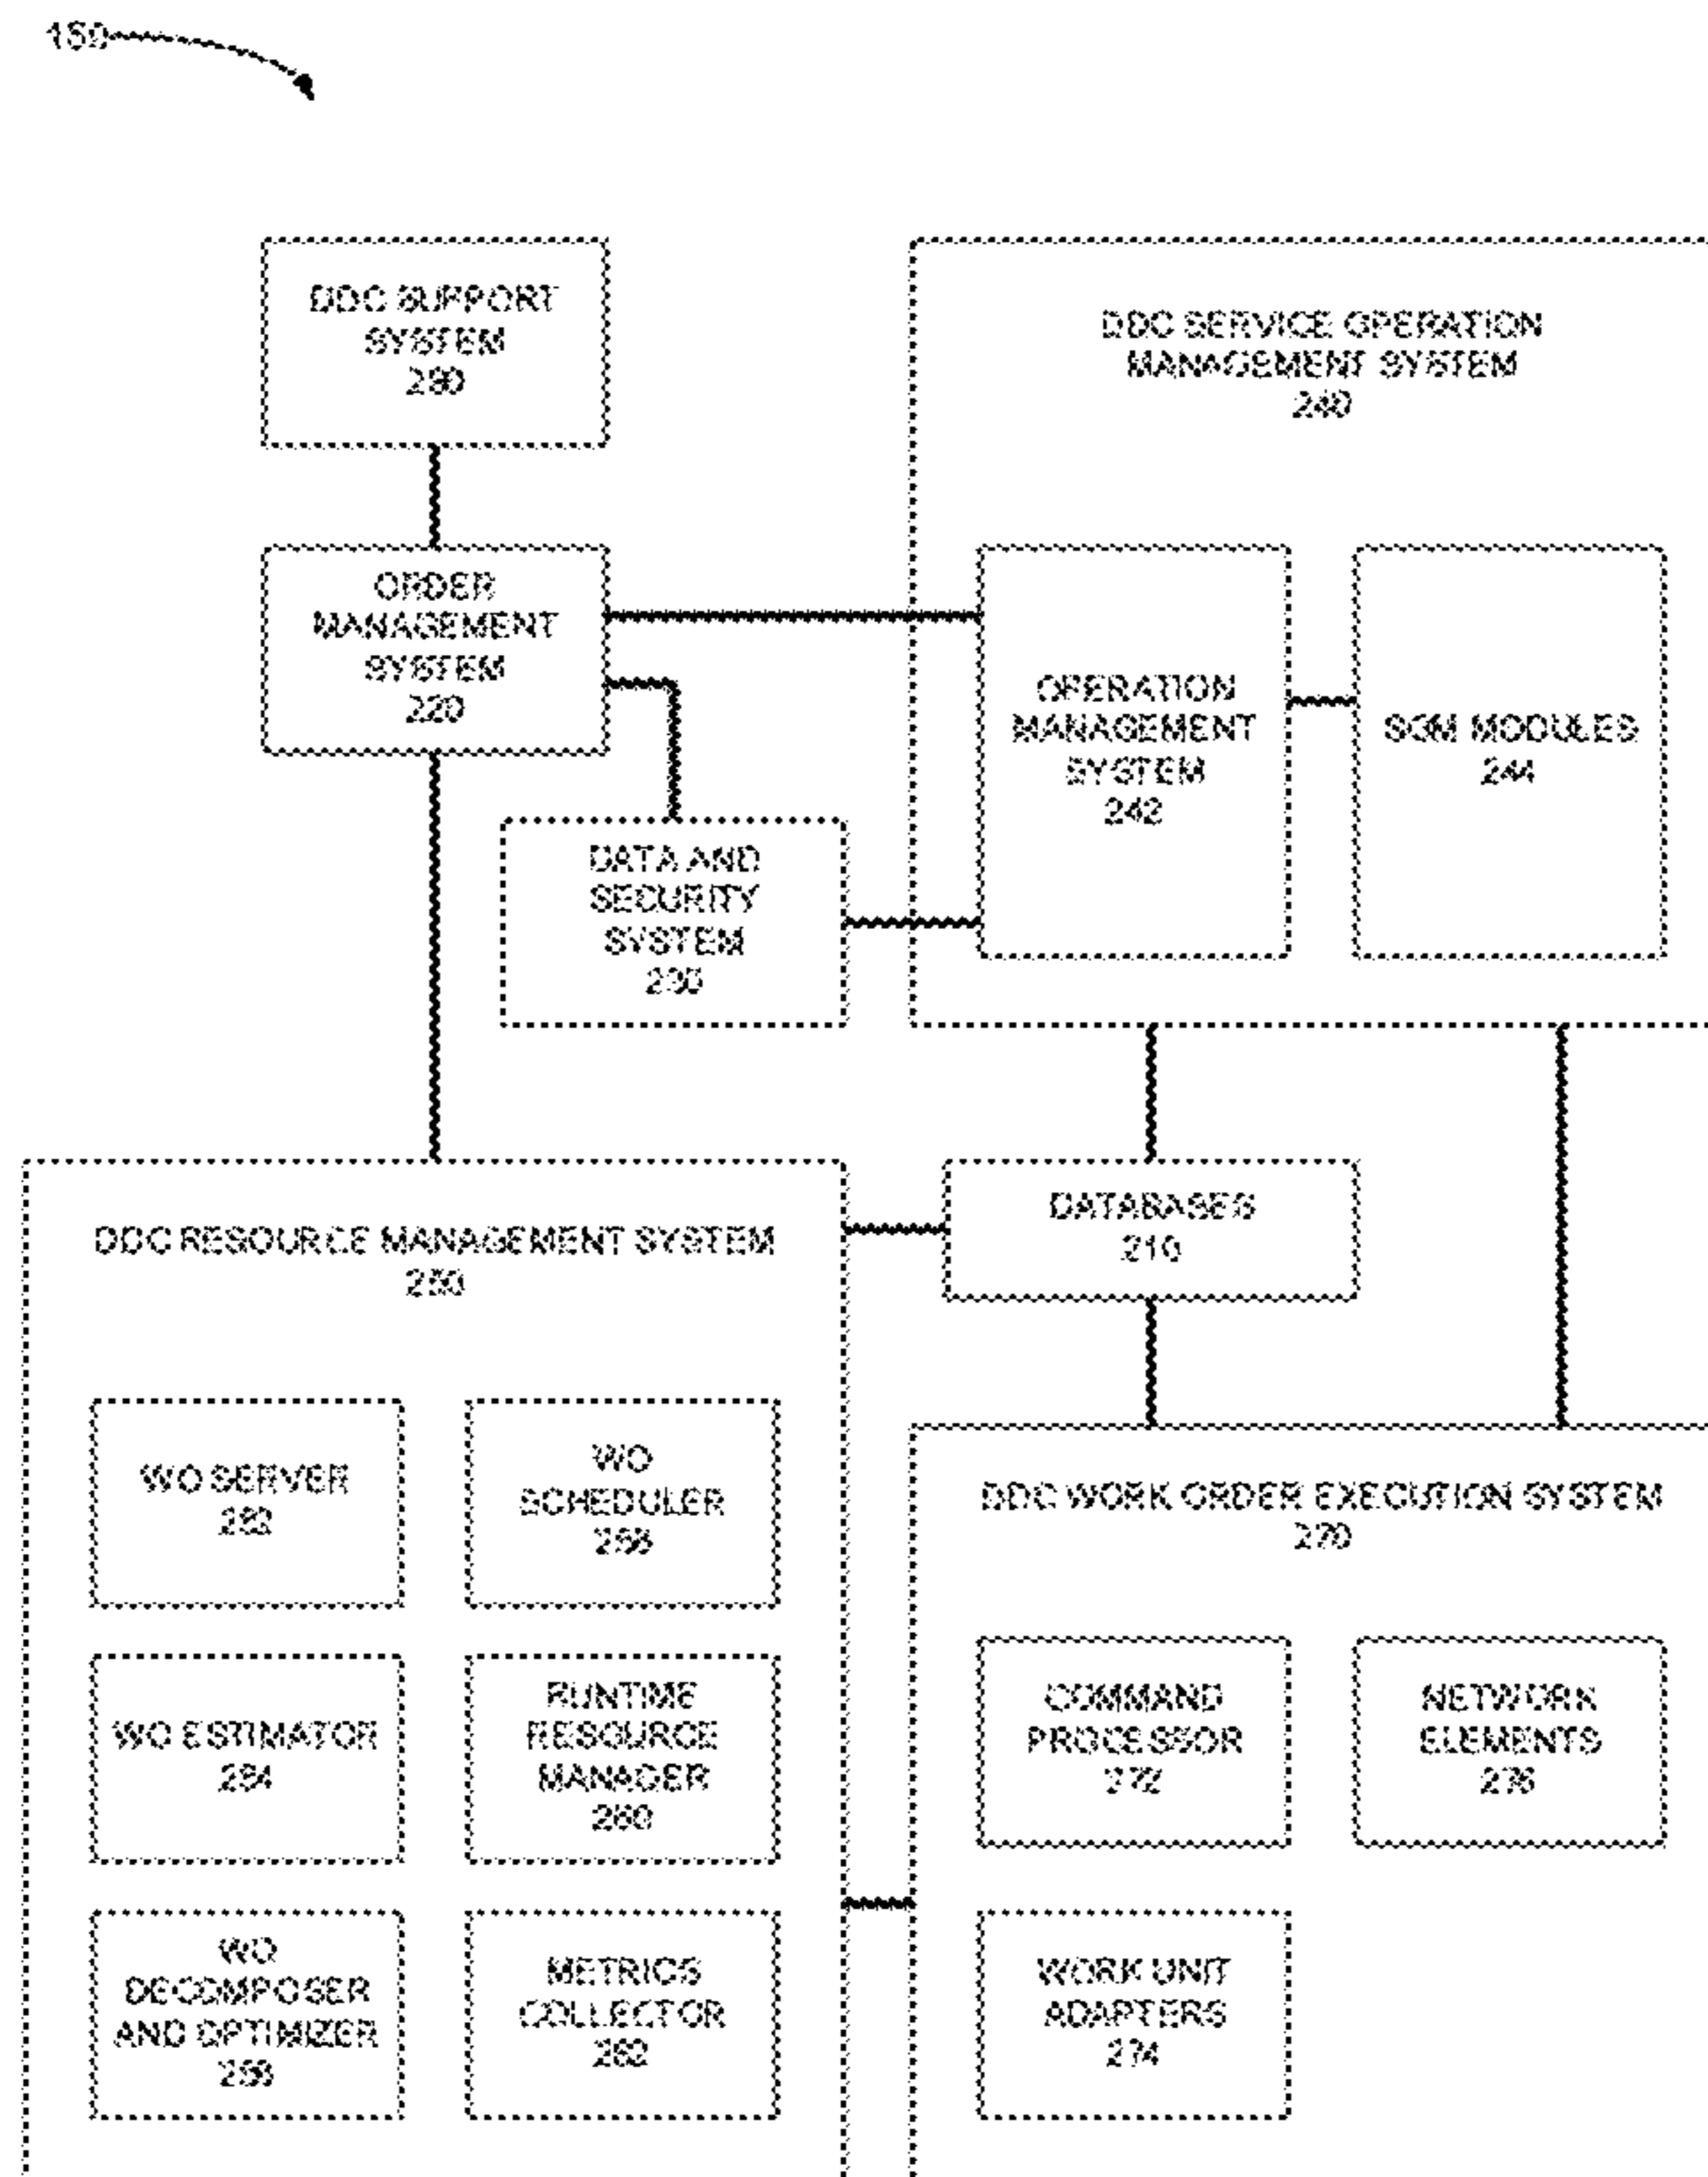 150
DDC SUPPORT
SYSTEM
280
DDC SERVICE OPERATION
MANAGEMENT SYSTEM
240
ORDER
MANAGEMENT
SYSTEM
220
OPERATION
MANAGEMENT
SYSTEM
242
SOM MODULES
244
DATA AND
SECURITY
SYSTEM
230
DDC RESOURCE MANAGEMENT SYSTEM
250
DATABASES
210
WO SERVER
252
WO
SCHEDULER
258
WO ESTIMATOR
254
RUNTIME
RESOURCE
MANAGER
260
WO
DECOMPOSER
AND OPTIMIZER
256
METRICS
COLLECTOR
262
DDC WORK ORDER EXECUTION SYSTEM
270
COMMAND
PROCESSOR
272
NETWORK
ELEMENTS
276
WORK UNIT
ADAPTERS
274